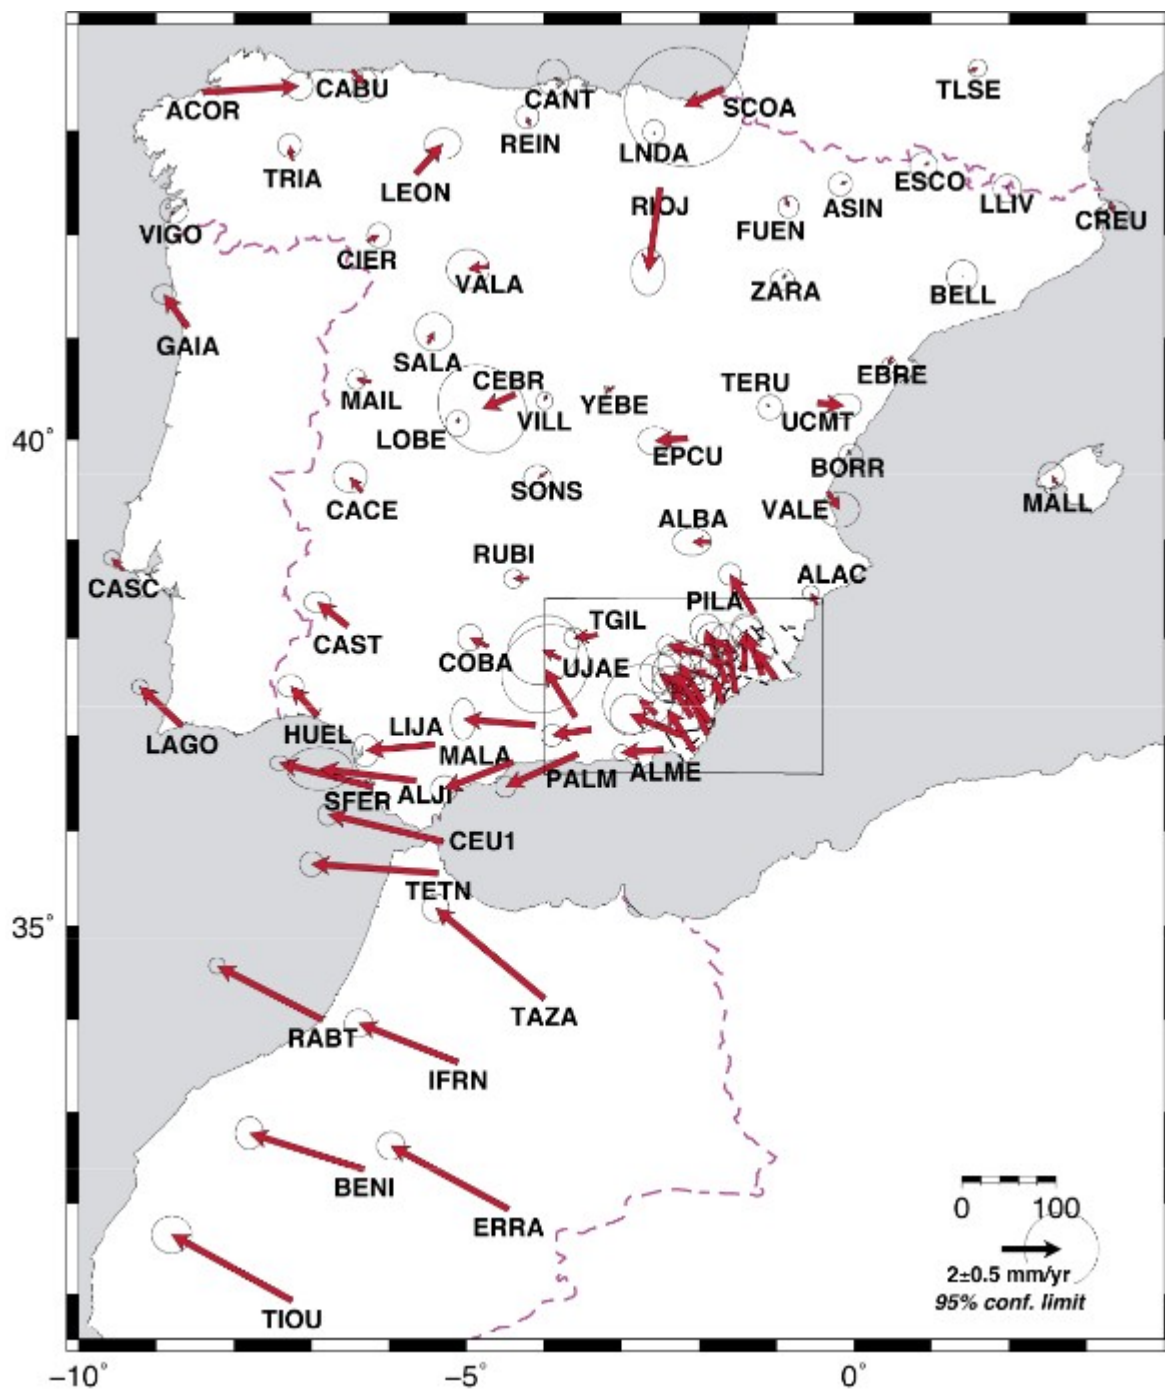 TLSE
CABU
ACOR
CANT
SCOA
REIN
LNDA
TRIA
LEON
ESCO
RIOJ
ASIN
LLIV
CREU
FUEN
VIGO
CIER
VALA
ZARA
BELL
GAIA
SALA
CEBR
TERU
EBRE
MAIL
YEBE
VILL
UCMT
LOBE
40°
EPCU
BORR
SONS
CACE
VALE
MALL
ALBA
RUBI
CASC
ALAC
PILA
TGIL
CAST
COBA
UJAE
LAGO
HUEL
LIJA
MALA
ALME
PALM
ALJI
SFER
CEU1
TETN
35°
TAZA
RABT
IFRN
BENI
ERRA
0 100
2±0.5 mm/yr
95% conf. limit
TIOU
−10° −5° 0°